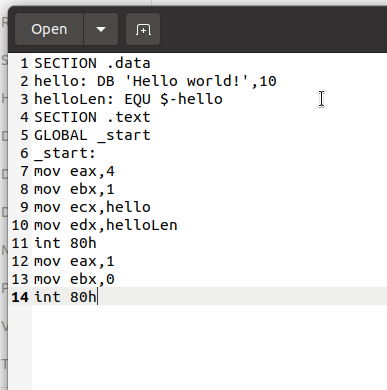 Open
1 SECTION .data
2 hello: DB 'Hello world!',10
3 helloLen: EQU $-hello
4 SECTION .text
5 GLOBAL _start
6 _start:
7 mov eax,4
8 mov ebx,1
9 mov ecx,hello
10 mov edx,helloLen
11 int 80h
12 mov eax,1
13 mov ebx,0
14 int 80h